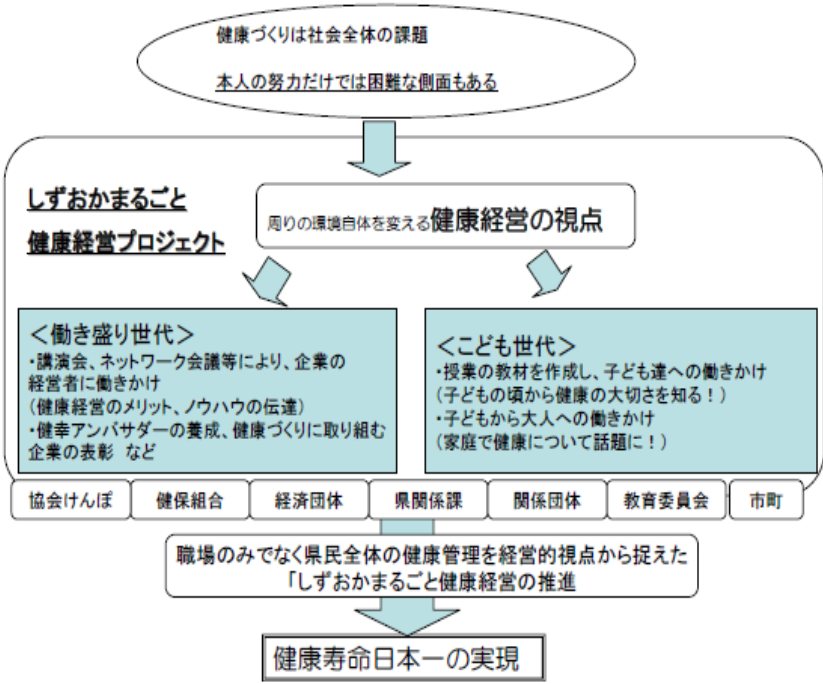 健康づくりは社会全体の課題
本人の努力だけでは困難な側面もある
しずおかまるごと
健康経営プロジェクト
周りの環境自体を変える健康経営の視点
＜働き盛り世代＞
・講演会、ネットワーク会議等により、企業の
経営者に働きかけ
(健康経営のメリット、ノウハウの伝達)
・健幸アンバサダーの養成、健康づくりに取り組む
企業の表彰 など
＜こども世代＞
・授業の教材を作成し、子ども達への働きかけ
(子どもの頃から健康の大切さを知る！)
・子どもから大人への働きかけ
(家庭で健康について話題に！)
協会けんぽ
健保組合
経済団体
県関係課
関係団体
教育委員会
市町
職場のみでなく県民全体の健康管理を経営的視点から捉えた
「しずおかまるごと健康経営の推進
健康寿命日本一の実現